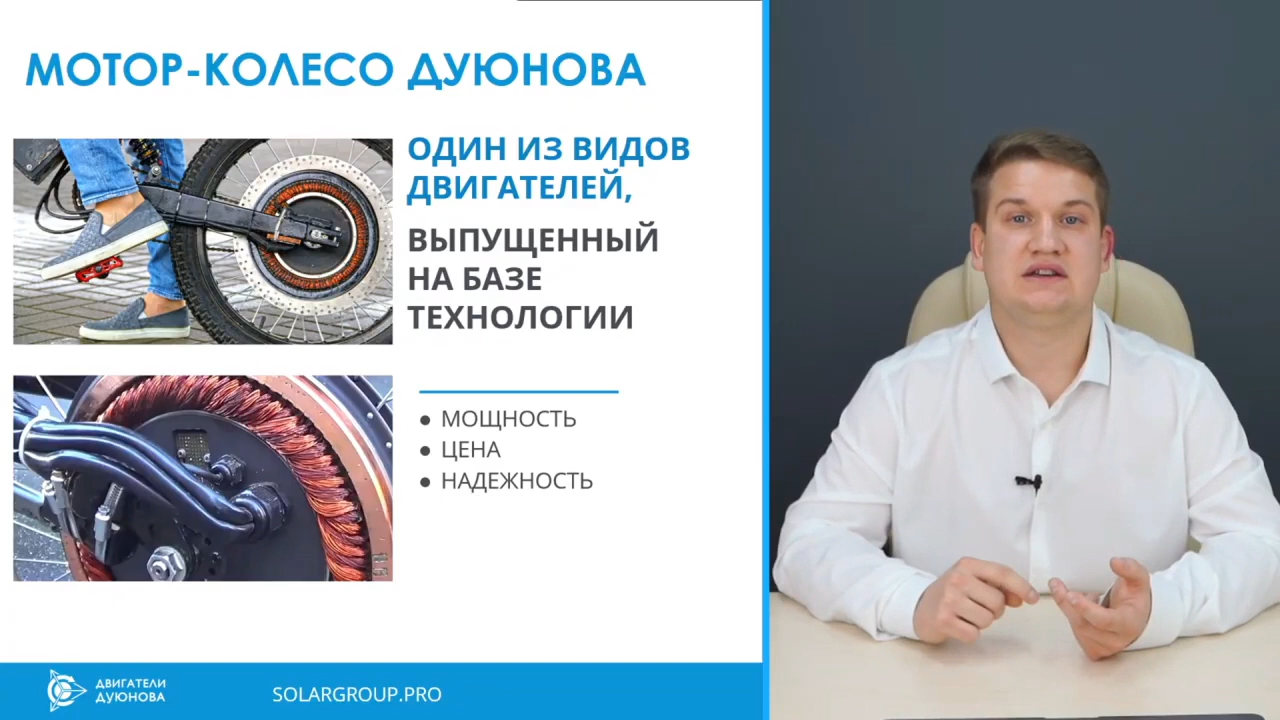 МОТОР-КОЛЕСО ДУЮНОВА
ОДИН ИЗ ВИДОВ
ДВИГАТЕЛЕЙ,
ВЫПУЩЕННЫЙ
НА БАЗЕ
ТЕХНОЛОГИИ
● МОЩНОСТЬ
● ЦЕНА
● НАДЕЖНОСТЬ
ДВИГАТЕЛИ
ДУЮНОВА
SOLARGROUP.PRO